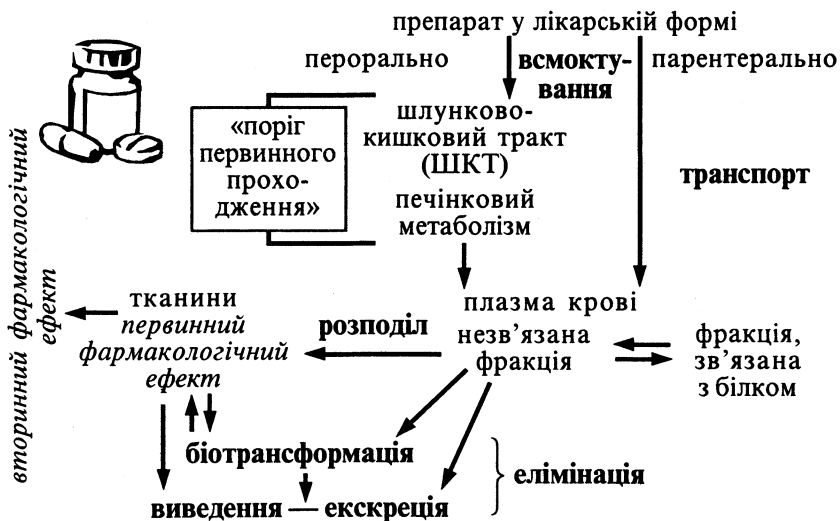 препарат у лікарській формі
перорально
всмокту-
вання
парентерально
«поріг
первинного
прохо-
дження»
шлунково-
кишковий тракт
(ШКТ)
печінковий
метаболізм
транспорт
вторинний фармакологічний
ефект
тканини
первинний
фармакологічний
ефект
розподіл
плазма крові
незв’язана
фракція
фракція,
зв’язана
з білком
біотрансформація
виведення — екскреція
елімінація